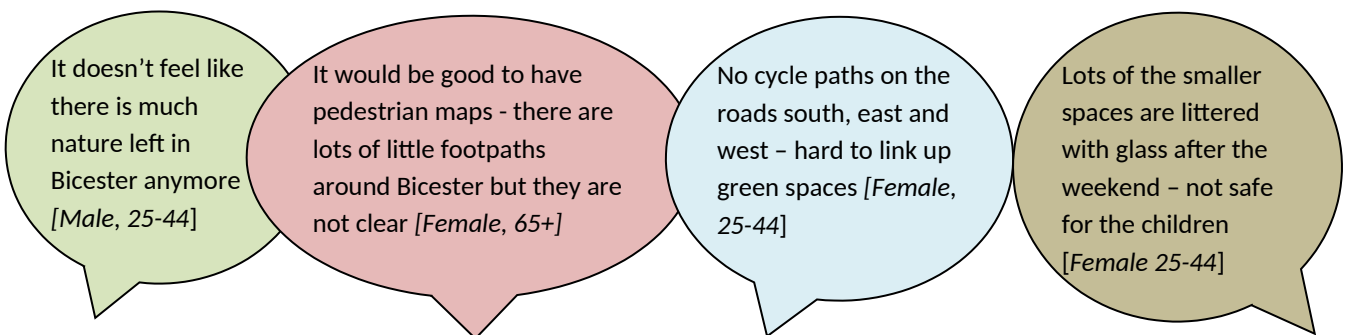 It doesn’t feel like
there is much
nature left in
Bicester anymore
[Male, 25-44]
It would be good to have
pedestrian maps - there are
lots of little footpaths
around Bicester but they are
not clear [Female, 65+]
No cycle paths on the
roads south, east and
west – hard to link up
green spaces [Female,
25-44]
Lots of the smaller
spaces are littered
with glass after the
weekend – not safe
for the children
[Female 25-44]